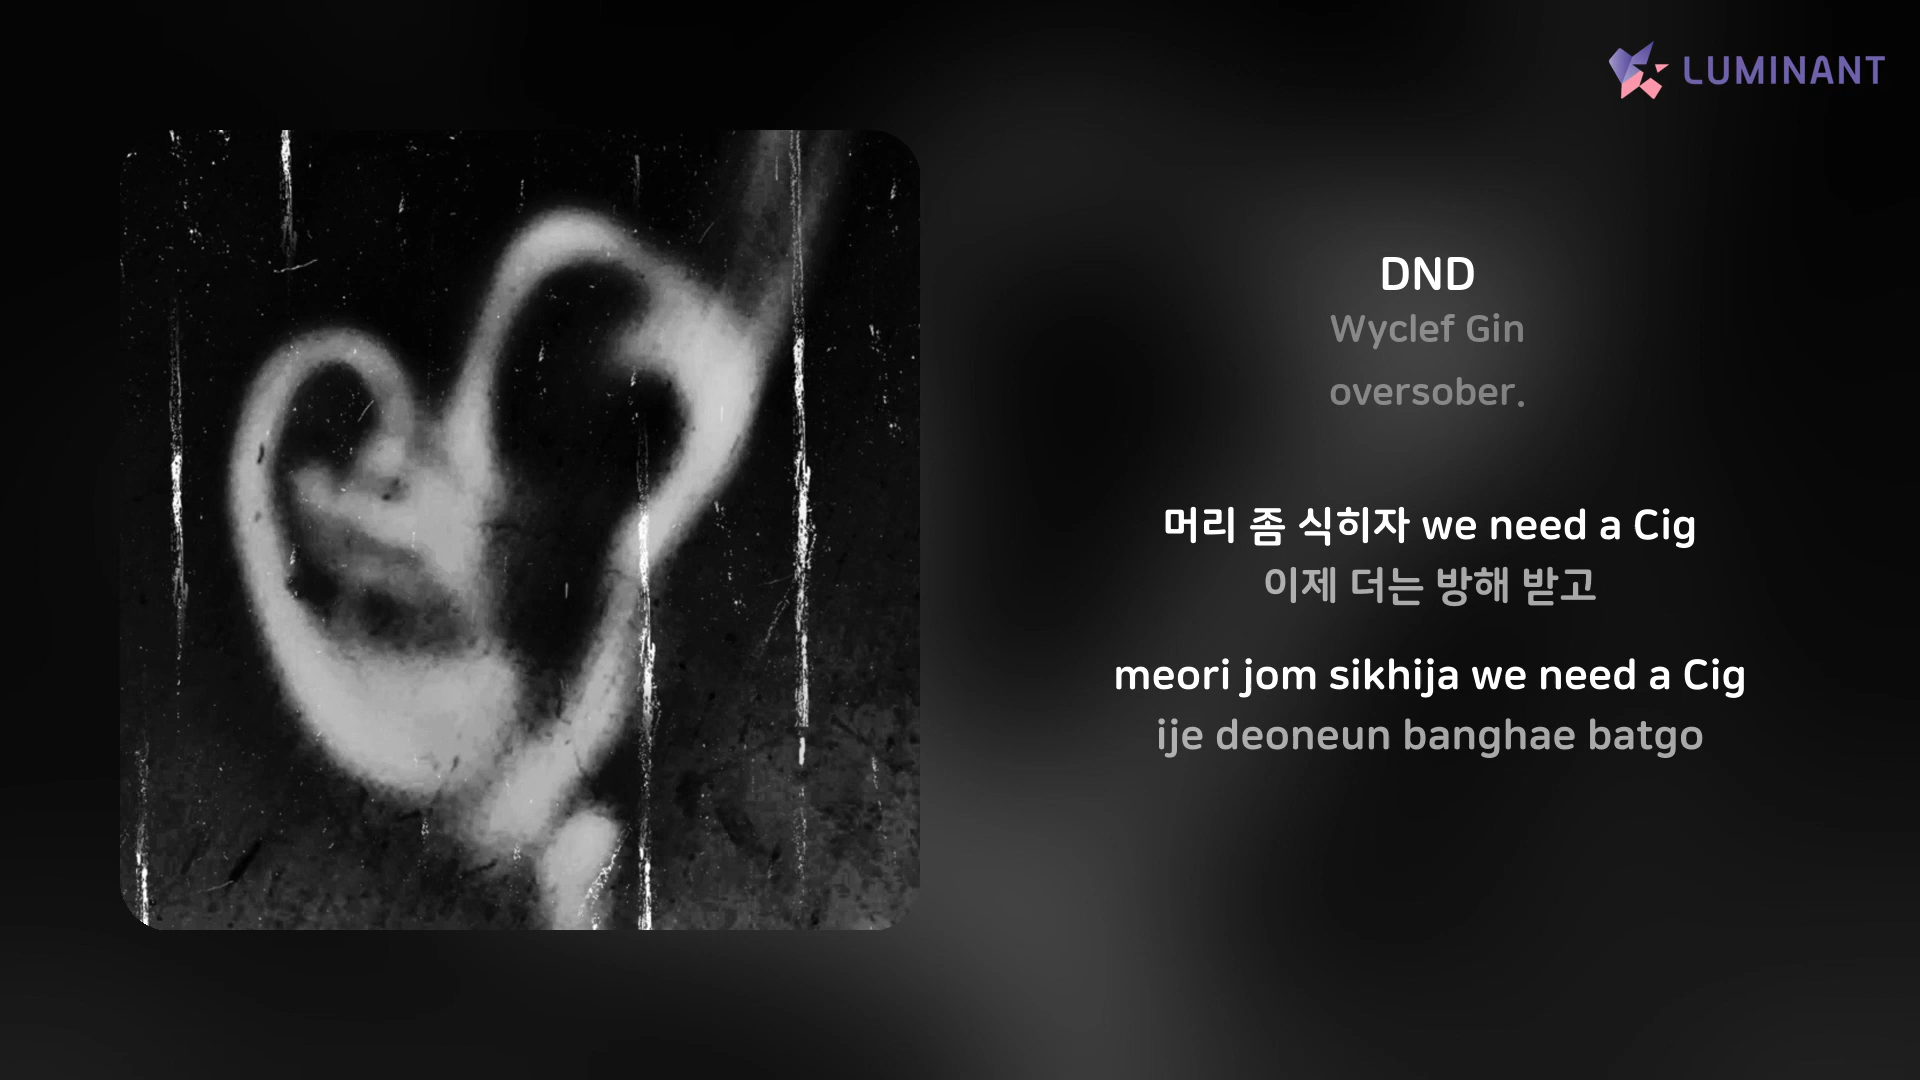 LUMINANT
DND
Wyclef Gin
oversober.
머리 좀 식히자 we need a Cig
이제 더는 방해 받고
meori jom sikhija we need a Cig
ije deoneun banghae batgo